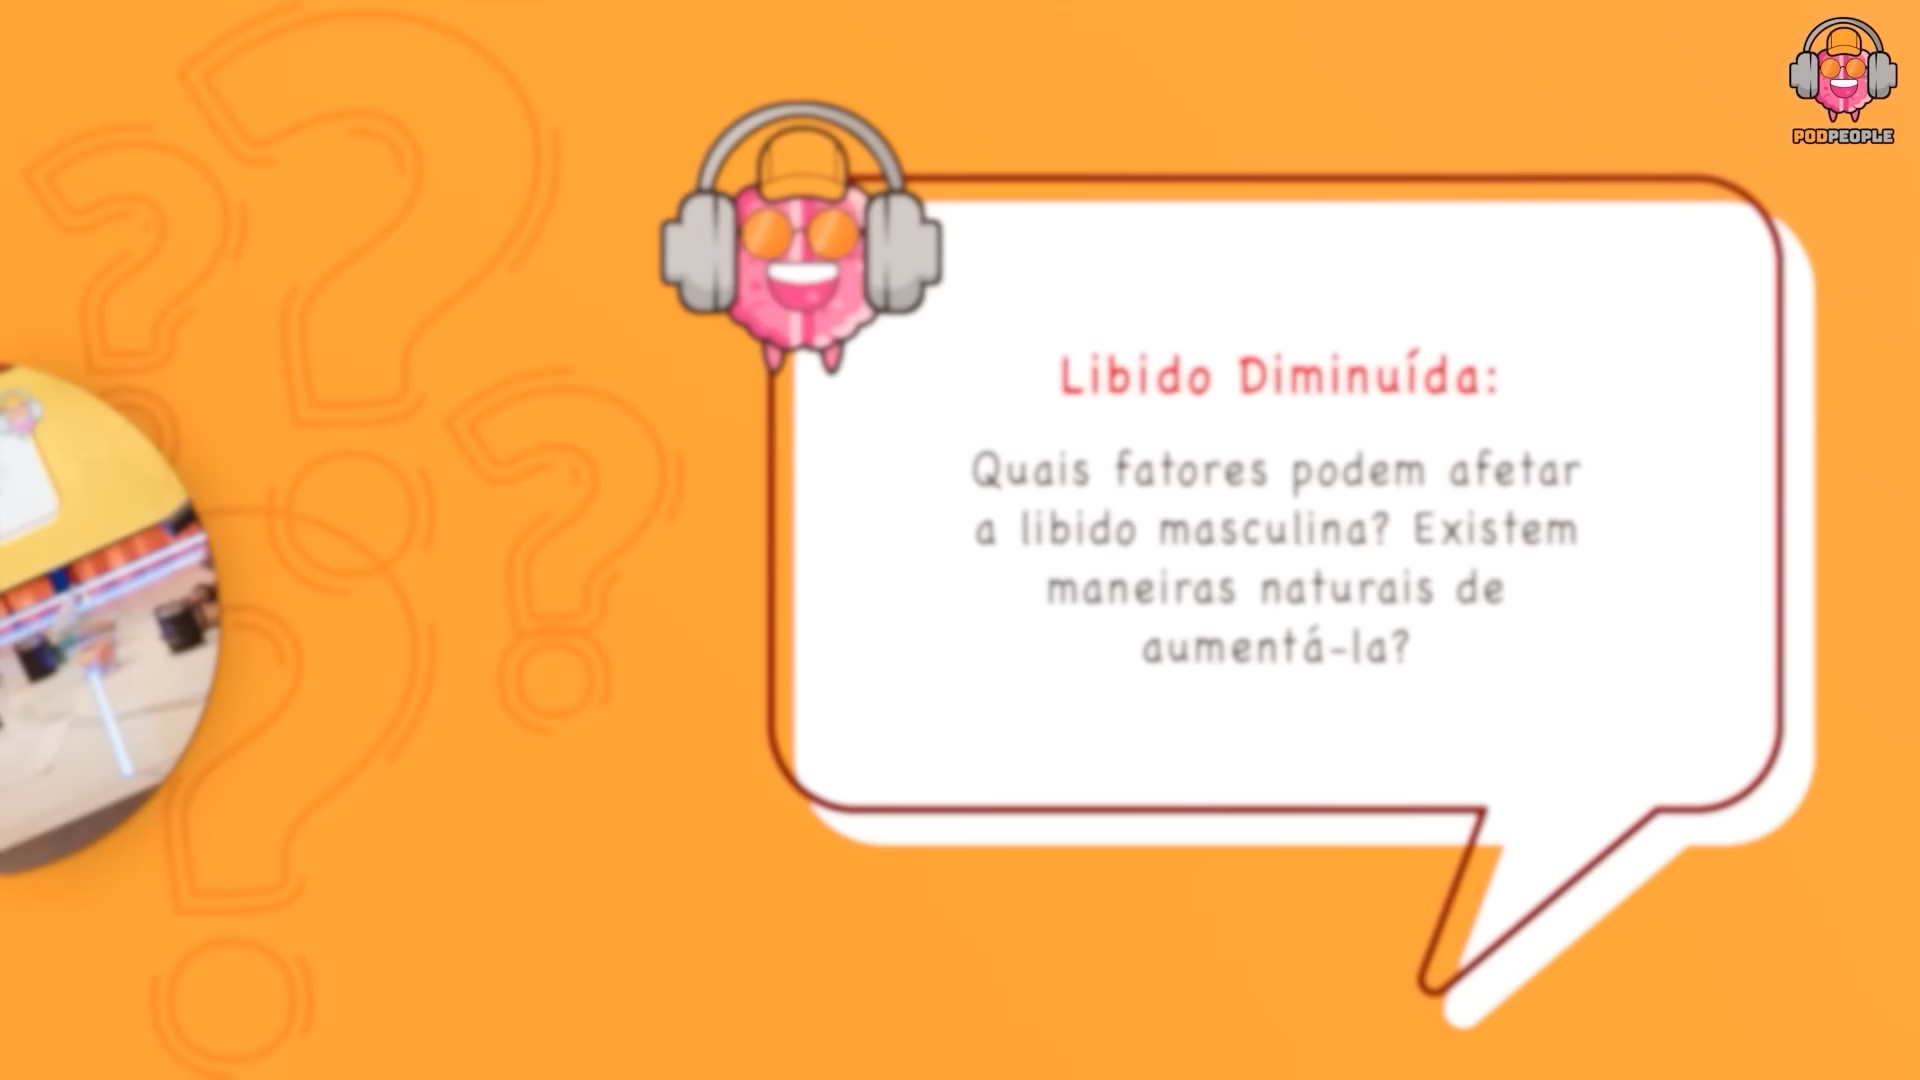 PODPEOPLE
Libido Diminuída:
Quais fatores podem afetar
a libido masculina? Existem
maneiras naturais de
aumentá-la?